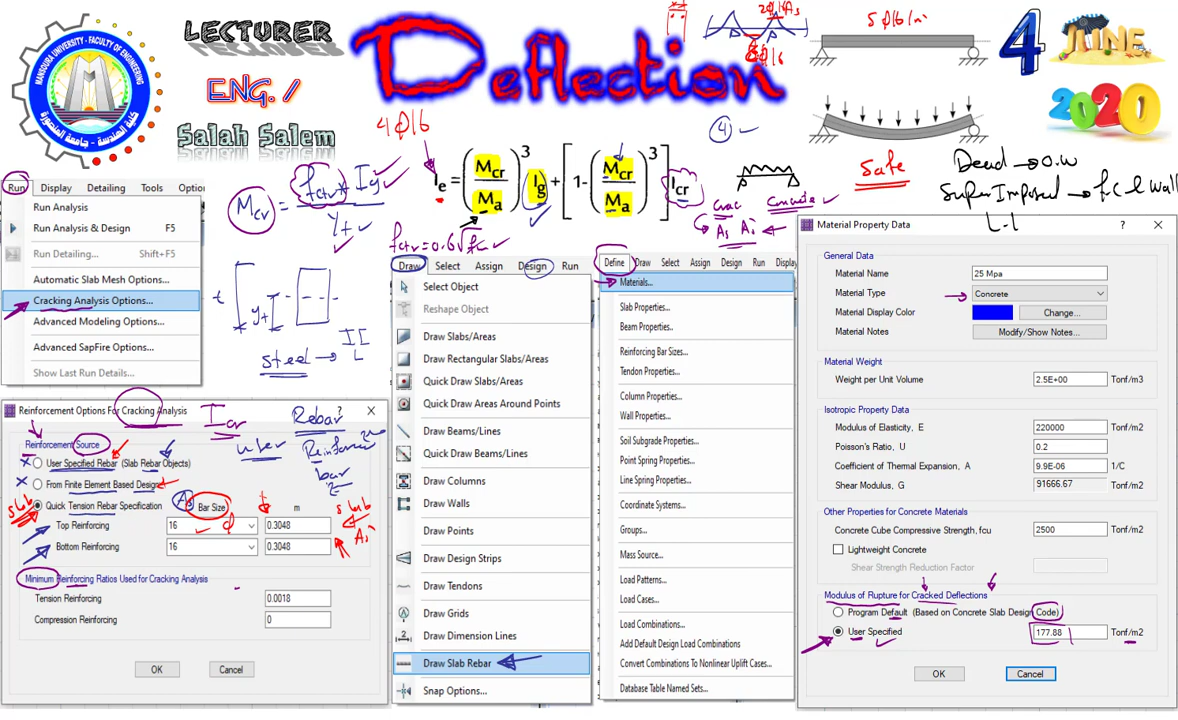 LECTURER
ENG. /
Salah Salem
MANSOURA UNIVERSITY - FACULTY OF ENGINEERING
جامعة المنصورة - كلية الهندسة
Deflection
2Φ16 As
5Φ16/m
4
JUNE
2020
4Φ16
4
Safe
Dead → o.w
Super Imposed → f.c & wall
L.L
Mcr = fctr * Ig / yt
Ie = (Mcr / Ma)³ Ig + [1 - (Mcr / Ma)³] Icr
fctr = 0.6 √fcu
crac
concrete
As
t
yt
steel →
Run
Display
Detailing
Tools
Option
Run Analysis
Run Analysis & Design F5
Run Detailing... Shift+F5
Automatic Slab Mesh Options...
Cracking Analysis Options...
Advanced Modeling Options...
Advanced SapFire Options...
Show Last Run Details...
Reinforcement Options For Cracking Analysis
Icr
Rebar
user
Reinforce
bar
Reinforcement Source
User Specified Rebar (Slab Rebar Objects)
From Finite Element Based Design
Quick Tension Rebar Specification
slab
As
Bar Size
Φ
m
slab
As
Top Reinforcing 16 0.3048
Bottom Reinforcing 16 0.3048
Minimum Reinforcing Ratios Used for Cracking Analysis
Tension Reinforcing 0.0018
Compression Reinforcing 0
OK
Cancel
Draw
Select
Assign
Design
Run
Select Object
Reshape Object
Draw Slabs/Areas
Draw Rectangular Slabs/Areas
Quick Draw Slabs/Areas
Quick Draw Areas Around Points
Draw Beams/Lines
Quick Draw Beams/Lines
Draw Columns
Draw Walls
Draw Points
Draw Design Strips
Draw Tendons
Draw Grids
Draw Dimension Lines
Draw Slab Rebar
Snap Options...
Define
Draw
Select
Assign
Design
Run
Display
Materials...
Slab Properties...
Beam Properties...
Reinforcing Bar Sizes...
Tendon Properties...
Column Properties...
Wall Properties...
Soil Subgrade Properties...
Point Spring Properties...
Line Spring Properties...
Coordinate Systems...
Groups...
Mass Source...
Load Patterns...
Load Cases...
Load Combinations...
Add Default Design Load Combinations
Convert Combinations To Nonlinear Uplift Cases...
Database Table Named Sets...
Material Property Data
General Data
Material Name 25 Mpa
Material Type Concrete
Material Display Color Change...
Material Notes Modify/Show Notes...
Material Weight
Weight per Unit Volume 2.5E+00 Tonf/m3
Isotropic Property Data
Modulus of Elasticity, E 220000 Tonf/m2
Poisson's Ratio, U 0.2
Coefficient of Thermal Expansion, A 9.9E-06 1/C
Shear Modulus, G 91666.67 Tonf/m2
Other Properties for Concrete Materials
Concrete Cube Compressive Strength, fcu 2500 Tonf/m2
Lightweight Concrete
Shear Strength Reduction Factor
Modulus of Rupture for Cracked Deflections
Program Default (Based on Concrete Slab Design Code)
User Specified 177.88 Tonf/m2
OK
Cancel